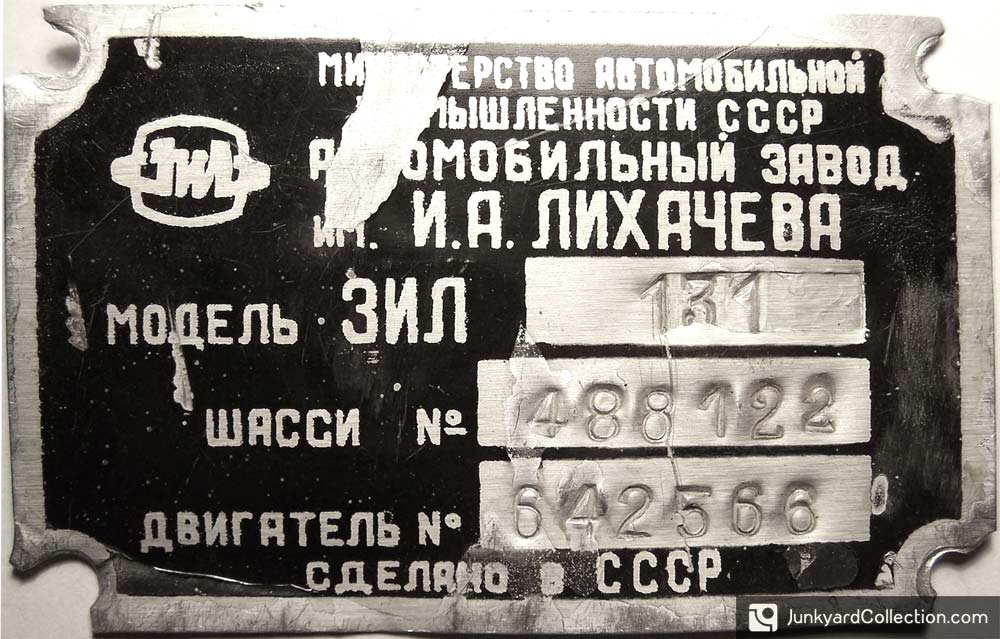 ЗИЛ
МИНИСТЕРСТВО АВТОМОБИЛЬНОЙ
МЫШЛЕННОСТИ СССР
АВТОМОБИЛЬНЫЙ ЗАВОД
ИМ. И.А. ЛИХАЧЕВА
МОДЕЛЬ ЗИЛ 131
ШАССИ № 488122
ДВИГАТЕЛЬ № 642566
СДЕЛАНО В СССР
JunkyardCollection.com